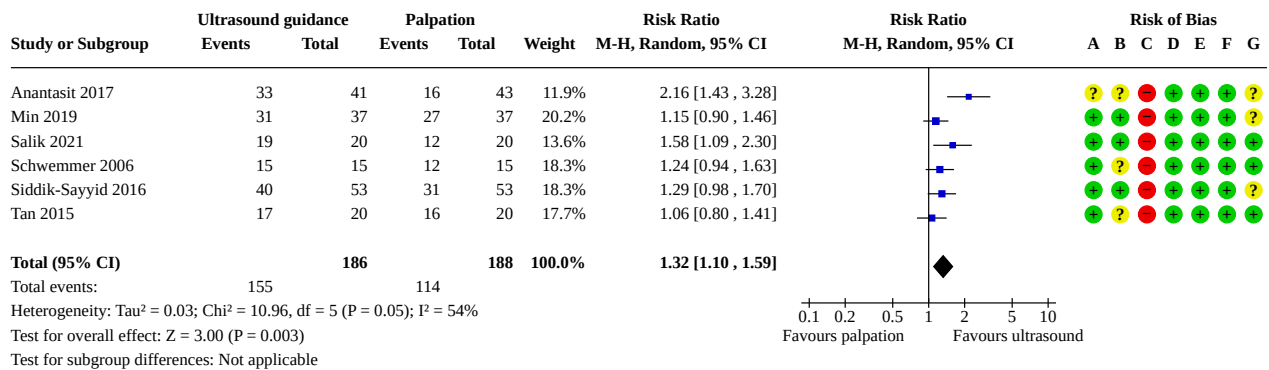 Ultrasound guidance Palpation Risk Ratio Risk Ratio Risk of Bias
Study or Subgroup Events Total Events Total Weight M-H, Random, 95% CI M-H, Random, 95% CI A B C D E F G
Anantasit 2017 33 41 16 43 11.9% 2.16 [1.43 , 3.28] ? ? − + + + ?
Min 2019 31 37 27 37 20.2% 1.15 [0.90 , 1.46] + + − + + + ?
Salik 2021 19 20 12 20 13.6% 1.58 [1.09 , 2.30] + + − + + + +
Schwemmer 2006 15 15 12 15 18.3% 1.24 [0.94 , 1.63] + ? − + + + +
Siddik-Sayyid 2016 40 53 31 53 18.3% 1.29 [0.98 , 1.70] + + − + + + ?
Tan 2015 17 20 16 20 17.7% 1.06 [0.80 , 1.41] + ? − + + + +
Total (95% CI) 186 188 100.0% 1.32 [1.10 , 1.59]
Total events: 155 114
Heterogeneity: Tau² = 0.03; Chi² = 10.96, df = 5 (P = 0.05); I² = 54%
0.1 0.2 0.5 1 2 5 10
Test for overall effect: Z = 3.00 (P = 0.003)
Favours palpation Favours ultrasound
Test for subgroup differences: Not applicable